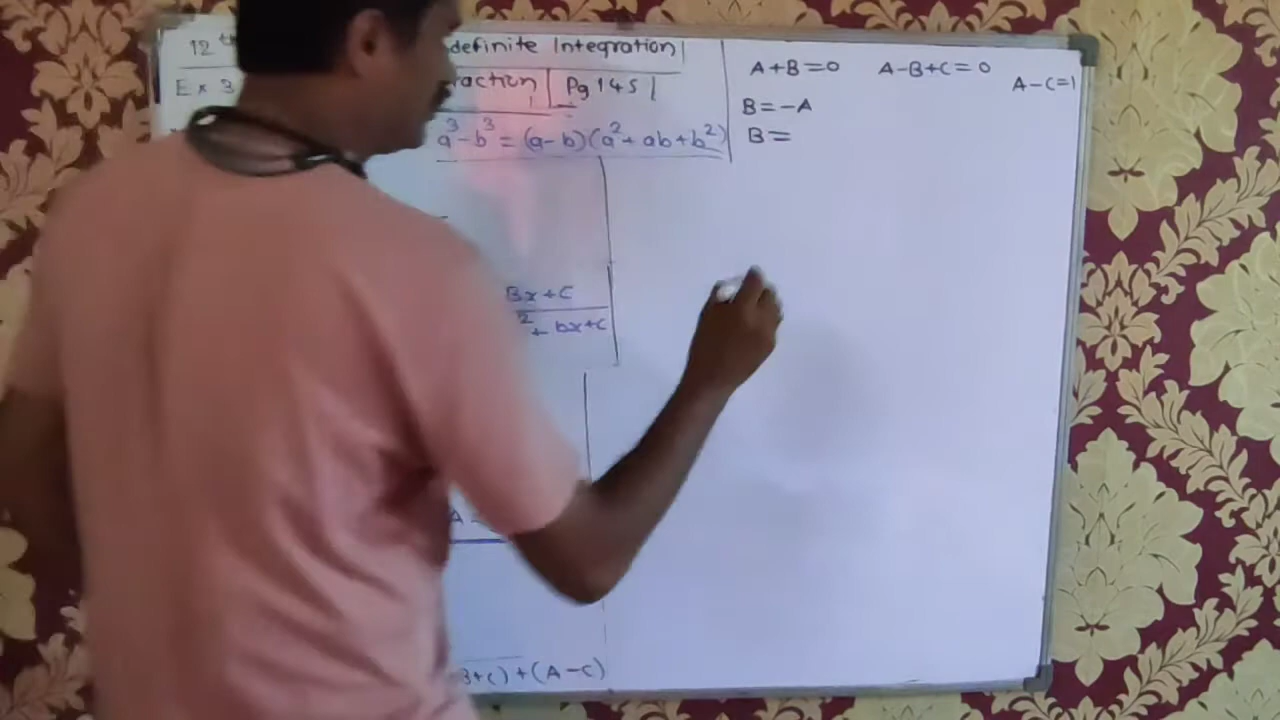 12th definite Integration
Ex 3 raction Pg 145
a³-b³ = (a-b)(a²+ab+b²)
Bx+C
² + bx+c
A
B+C) + (A-C)
A+B=0 A-B+C=0 A-C=1
B=-A
B=